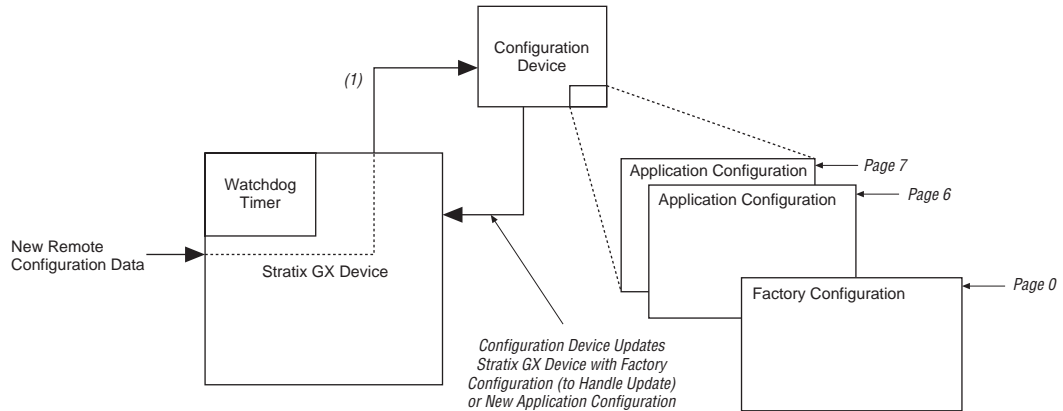 Configuration
Device
(1)
Watchdog
Timer
New Remote
Configuration Data
Stratix GX Device
Application Configuration
Page 7
Application Configuration
Page 6
Factory Configuration
Page 0
Configuration Device Updates
Stratix GX Device with Factory
Configuration (to Handle Update)
or New Application Configuration